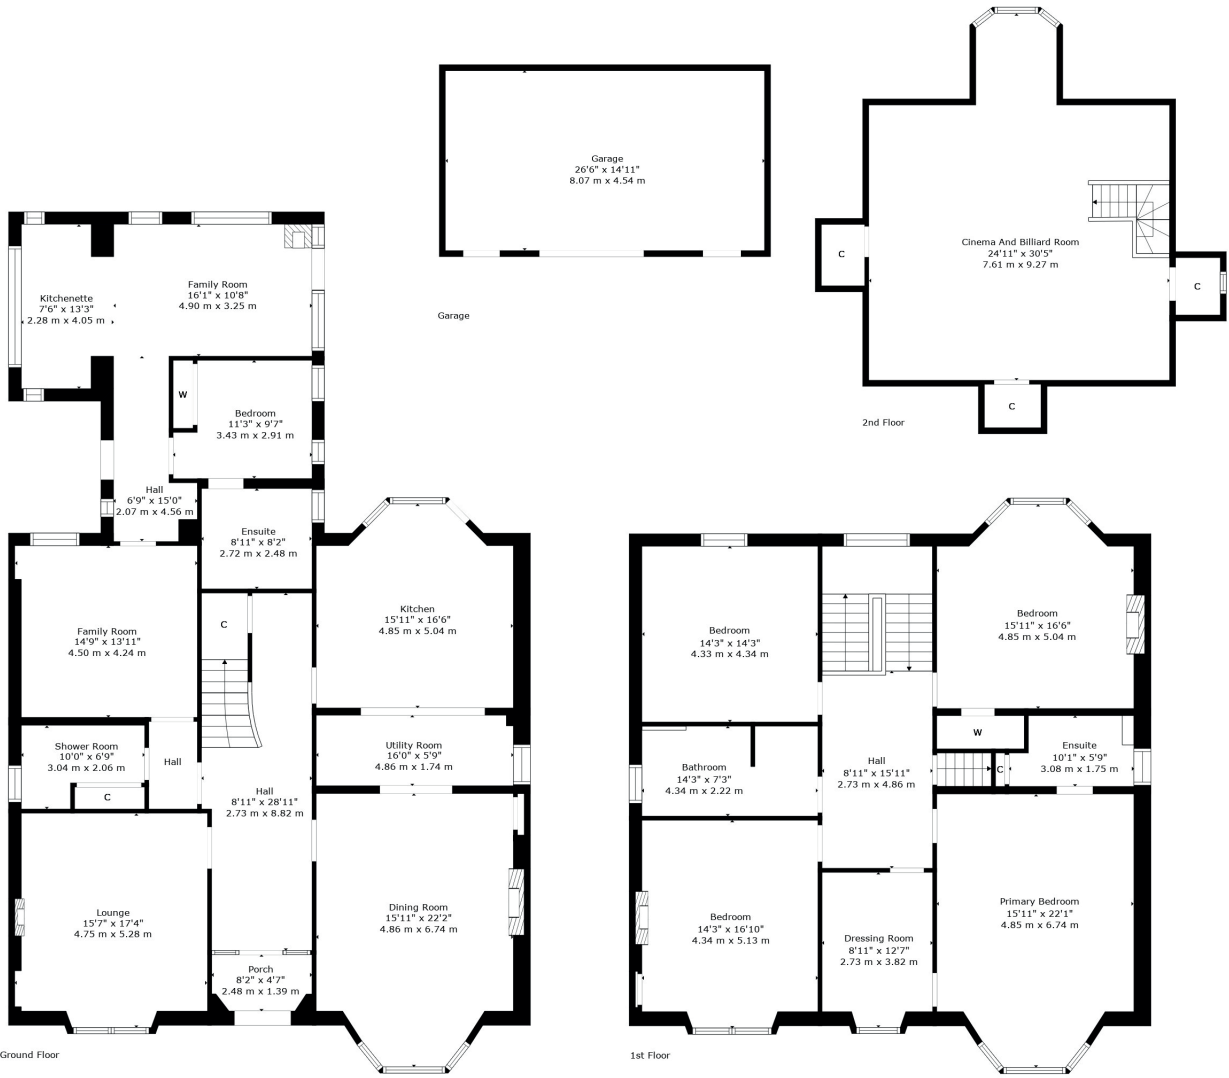 Garage
26'6" x 14'11"
8.07 m x 4.54 m
Garage
Cinema And Billiard Room
24'11" x 30'5"
7.61 m x 9.27 m
C
C
C
2nd Floor
Kitchenette
7'6" x 13'3"
2.28 m x 4.05 m
Family Room
16'1" x 10'8"
4.90 m x 3.25 m
W
Bedroom
11'3" x 9'7"
3.43 m x 2.91 m
Hall
6'9" x 15'0"
2.07 m x 4.56 m
Ensuite
8'11" x 8'2"
2.72 m x 2.48 m
Family Room
14'9" x 13'11"
4.50 m x 4.24 m
C
Kitchen
15'11" x 16'6"
4.85 m x 5.04 m
Shower Room
10'0" x 6'9"
3.04 m x 2.06 m
C
Hall
Utility Room
16'0" x 5'9"
4.86 m x 1.74 m
Hall
8'11" x 28'11"
2.73 m x 8.82 m
Lounge
15'7" x 17'4"
4.75 m x 5.28 m
Dining Room
15'11" x 22'2"
4.86 m x 6.74 m
Porch
8'2" x 4'7"
2.48 m x 1.39 m
Ground Floor
Bedroom
14'3" x 14'3"
4.33 m x 4.34 m
Bedroom
15'11" x 16'6"
4.85 m x 5.04 m
W
Ensuite
10'1" x 5'9"
3.08 m x 1.75 m
C
Bathroom
14'3" x 7'3"
4.34 m x 2.22 m
Hall
8'11" x 15'11"
2.73 m x 4.86 m
Bedroom
14'3" x 16'10"
4.34 m x 5.13 m
Dressing Room
8'11" x 12'7"
2.73 m x 3.82 m
Primary Bedroom
15'11" x 22'1"
4.85 m x 6.74 m
1st Floor